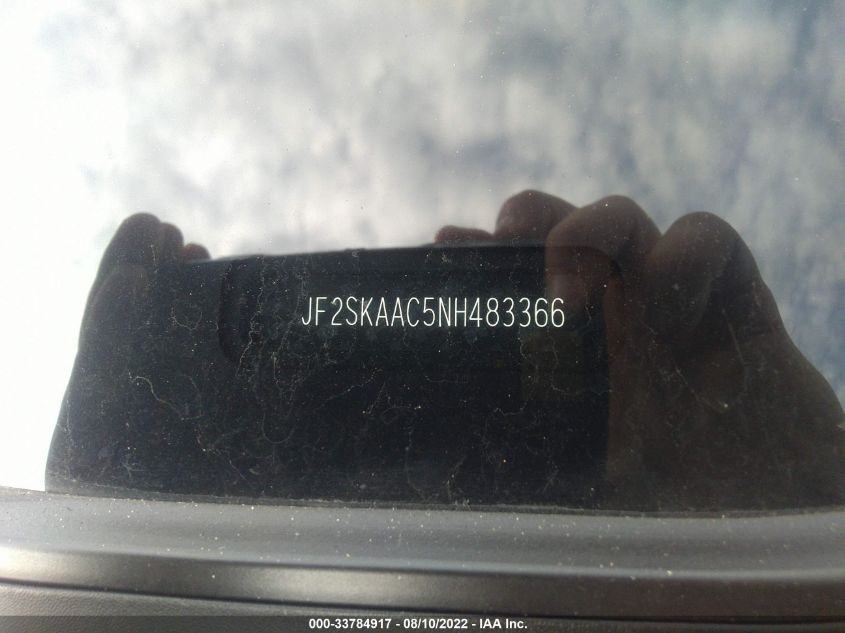 JF2SKAAC5NH483366
000-33784917 - 08/10/2022 - IAA Inc.